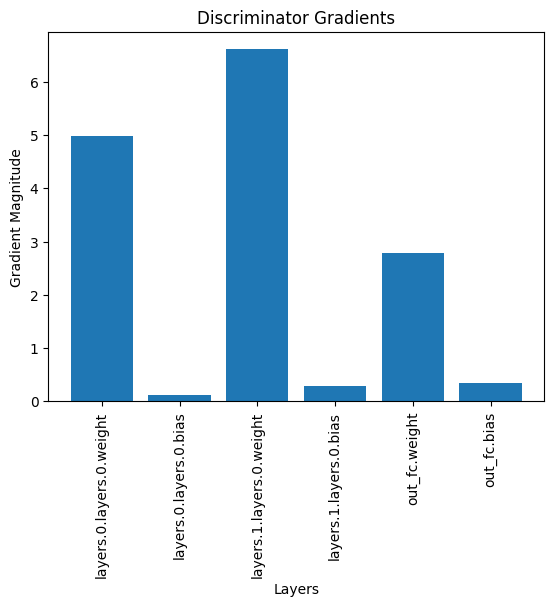 Discriminator Gradients
Gradient Magnitude
6
5
4
3
2
1
0
layers.0.layers.0.weight
layers.0.layers.0.bias
layers.1.layers.0.weight
layers.1.layers.0.bias
out_fc.weight
out_fc.bias
Layers